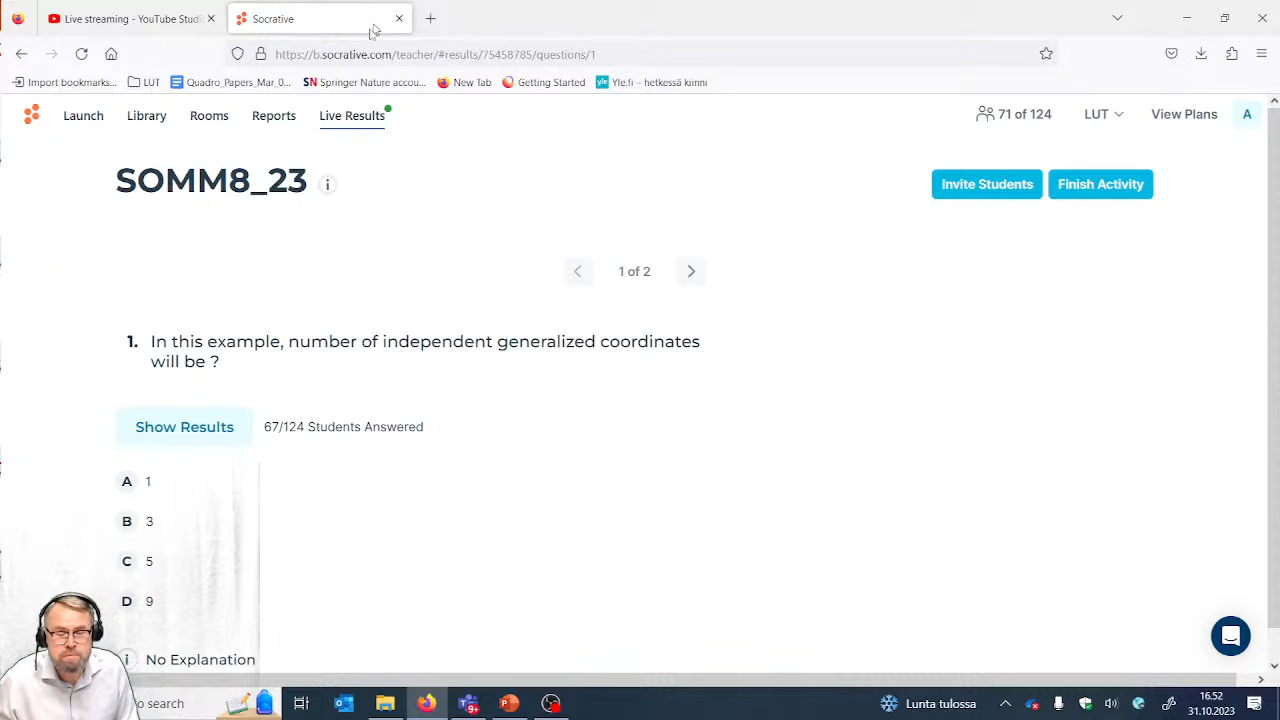 Live streaming - YouTube Studi
Socrative
https://b.socrative.com/teacher/#results/75458785/questions/1
Import bookmarks...
LUT
Quadro_Papers_Mar_0...
SN Springer Nature accou...
New Tab
Getting Started
yle Yle.fi – hetkessä kiinni
Launch
Library
Rooms
Reports
Live Results
71 of 124
LUT
View Plans
A
SOMM8_23
i
Invite Students
Finish Activity
1 of 2
1. In this example, number of independent generalized coordinates
will be ?
Show Results
67/124 Students Answered
A 1
B 3
C 5
D 9
i No Explanation
o search
9+
Lunta tulossa
16.52
31.10.2023